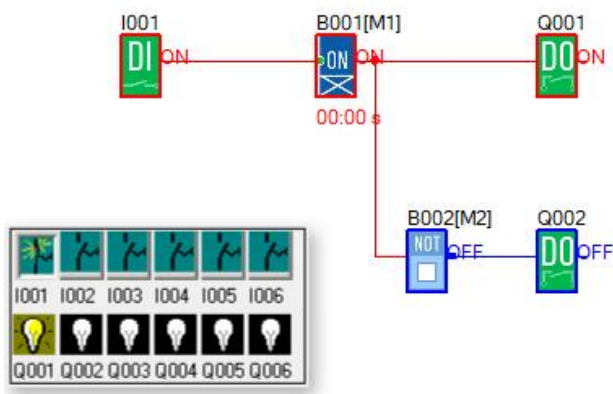 I001 B001[M1] Q001
DI ON ON ON DO ON
00:00 s
B002[M2] Q002
NOT OFF DO OFF
I001 I002 I003 I004 I005 I006
Q001 Q002 Q003 Q004 Q005 Q006